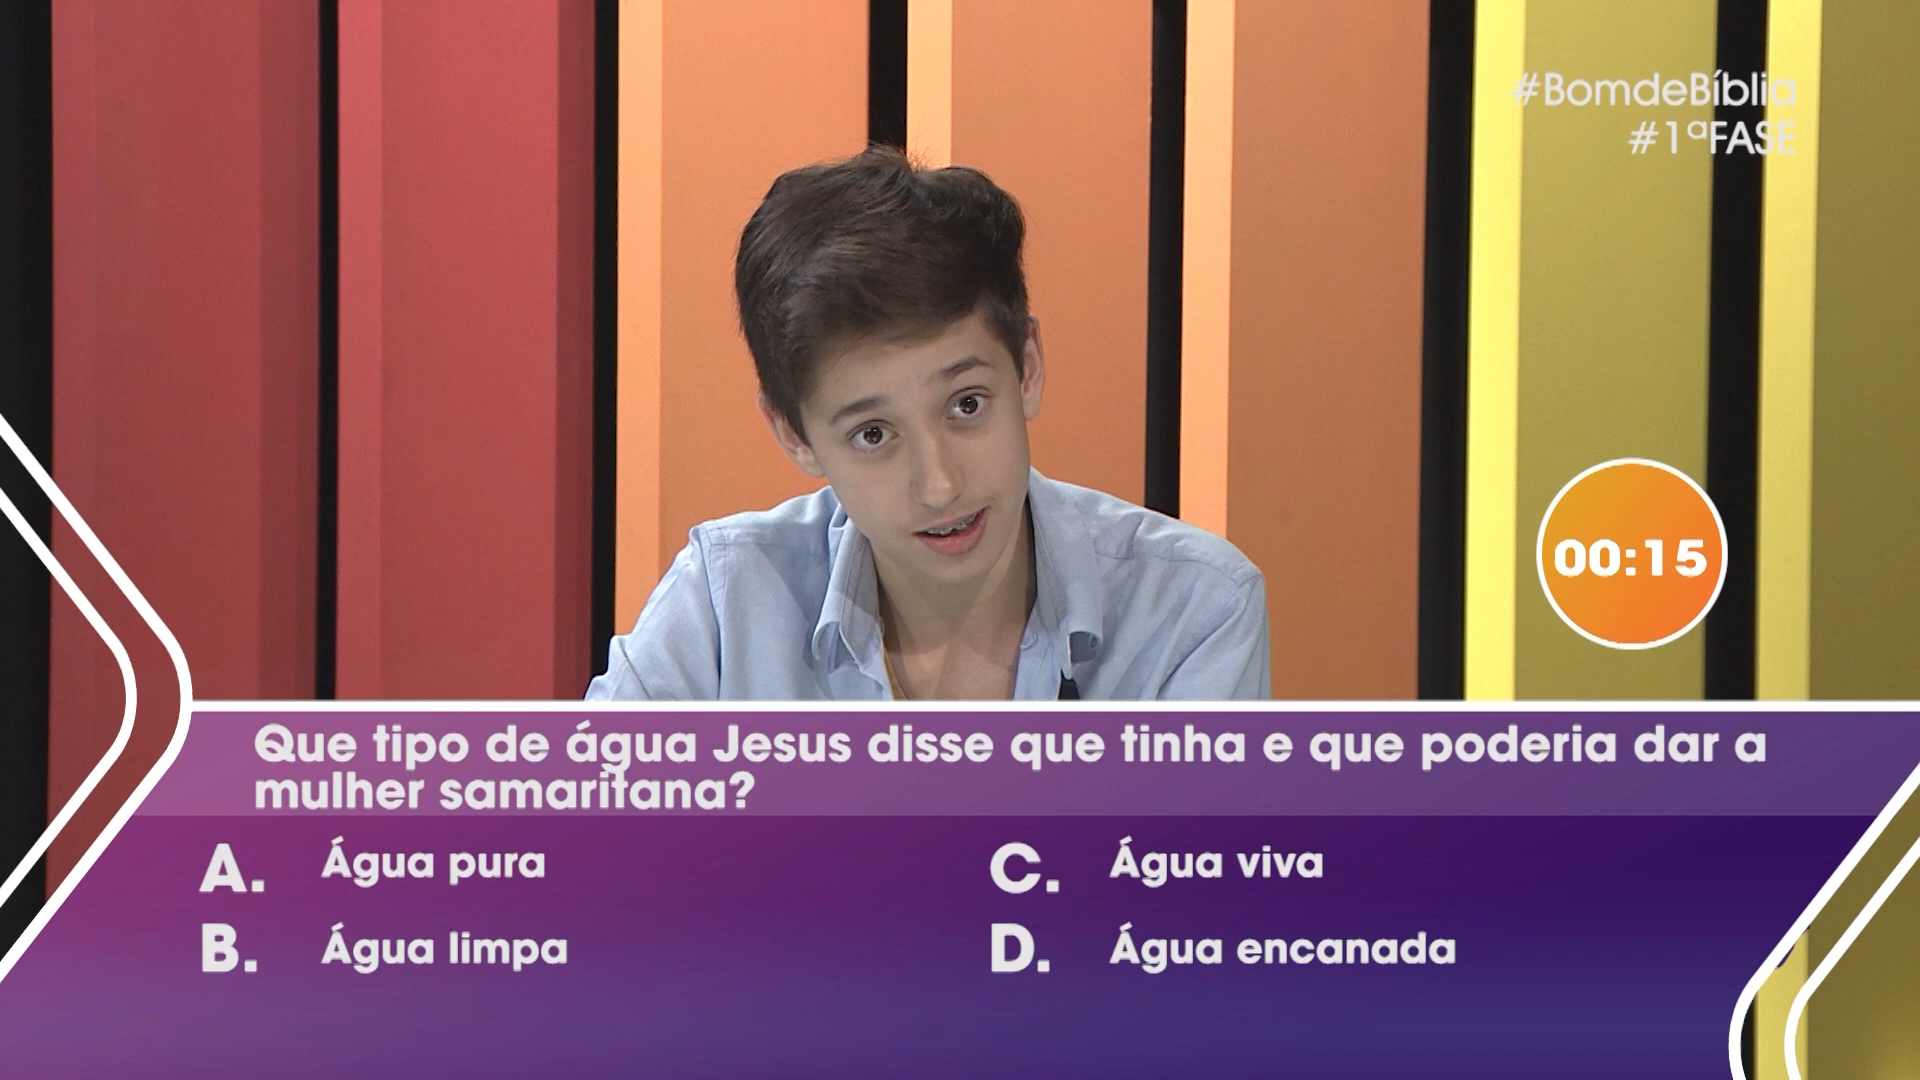 #BomdeBíblia
#1ªFASE
00:15
Que tipo de água Jesus disse que tinha e que poderia dar a
mulher samaritana?
A. Água pura
B. Água limpa
C. Água viva
D. Água encanada